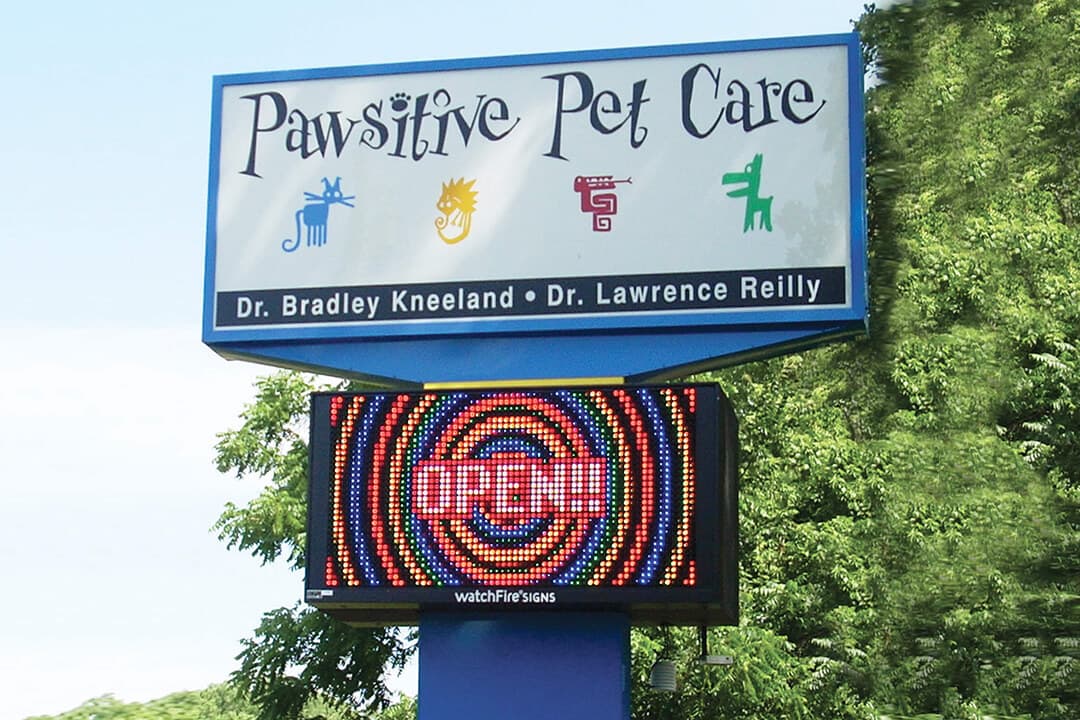 Pawsitive Pet Care
Dr. Bradley Kneeland • Dr. Lawrence Reilly
OPEN!!
watchFire® SIGNS